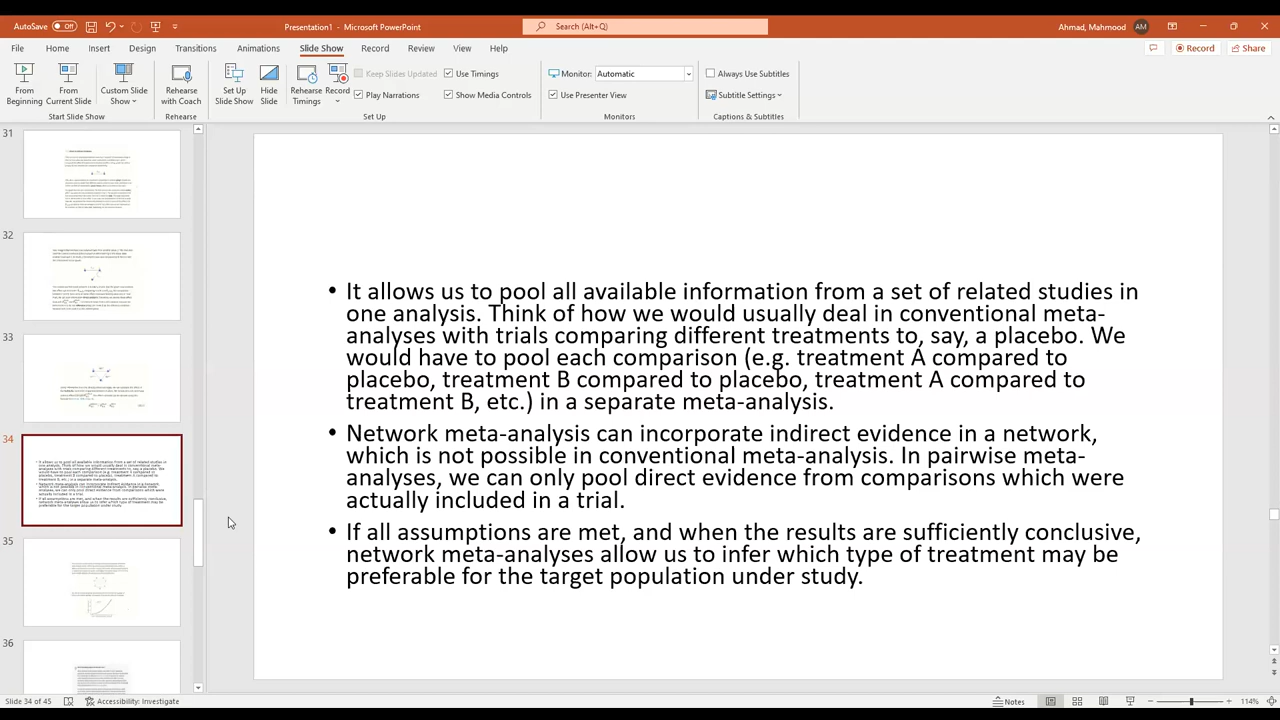 AutoSave Off
Presentation1 - Microsoft PowerPoint
Search (Alt+Q)
Ahmad, Mahmood AM
File Home Insert Design Transitions Animations Slide Show Record Review View Help
Record Share
From Beginning
From Current Slide
Custom Slide Show
Rehearse with Coach
Set Up Slide Show
Hide Slide
Rehearse Timings
Record
Keep Slides Updated
Play Narrations
Use Timings
Show Media Controls
Monitor: Automatic
Use Presenter View
Always Use Subtitles
Subtitle Settings
Start Slide Show
Rehearse
Set Up
Monitors
Captions & Subtitles
31
32
33
34
35
36
• It allows us to pool all available information from a set of related studies in
one analysis. Think of how we would usually deal in conventional meta-
analyses with trials comparing different treatments to, say, a placebo. We
would have to pool each comparison (e.g. treatment A compared to
placebo, treatment B compared to placebo, treatment A compared to
treatment B, etc.) in a separate meta-analysis.
• Network meta-analysis can incorporate indirect evidence in a network,
which is not possible in conventional meta-analysis. In pairwise meta-
analyses, we can only pool direct evidence from comparisons which were
actually included in a trial.
• If all assumptions are met, and when the results are sufficiently conclusive,
network meta-analyses allow us to infer which type of treatment may be
preferable for the target population under study.
Slide 34 of 45
Accessibility: Investigate
Notes
114%